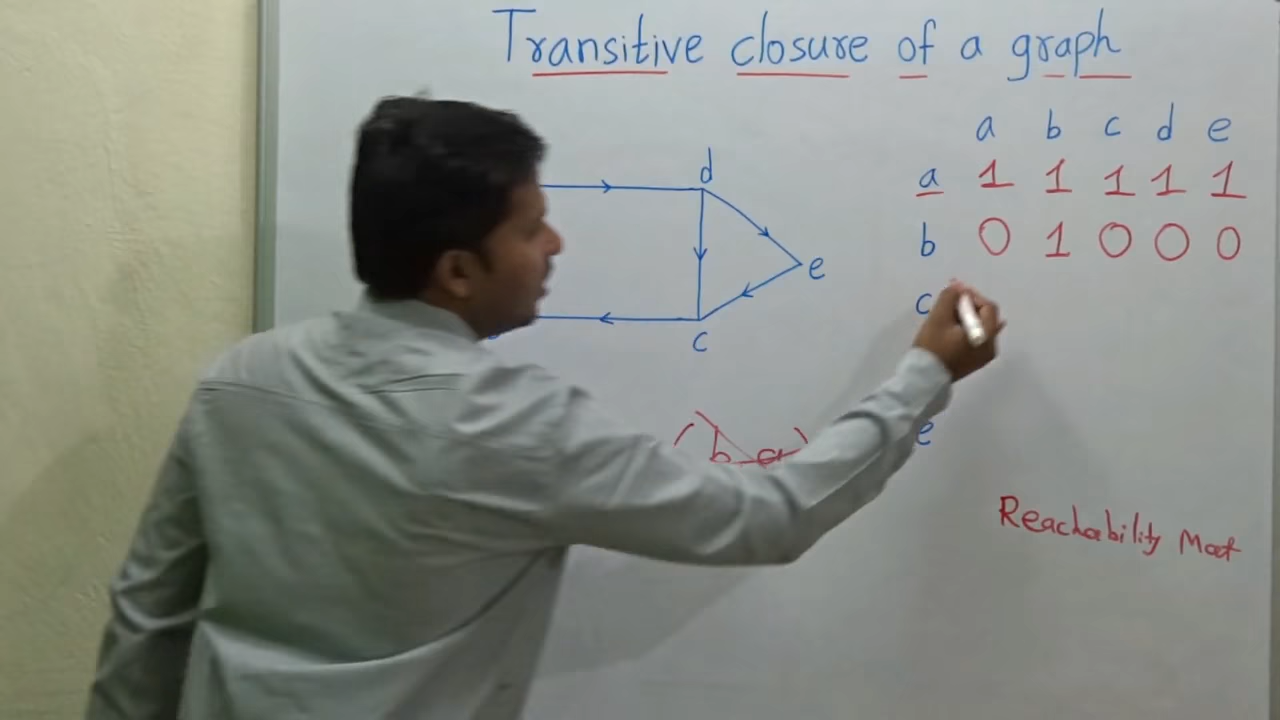 Transitive closure of a graph
a b c d e
a 1 1 1 1 1
b 0 1 0 0 0
c
e
d
e
c
(b a)
Reachability Mat